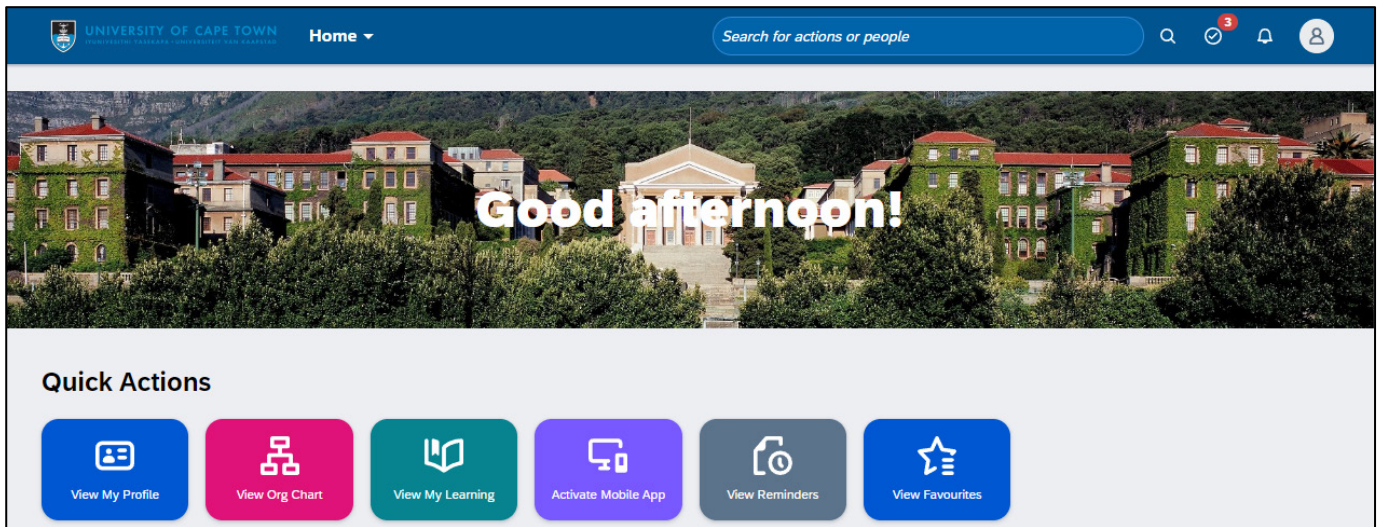 UNIVERSITY OF CAPE TOWN
Home
Search for actions or people
3
Good afternoon!
Quick Actions
View My Profile
View Org Chart
View My Learning
Activate Mobile App
View Reminders
View Favourites